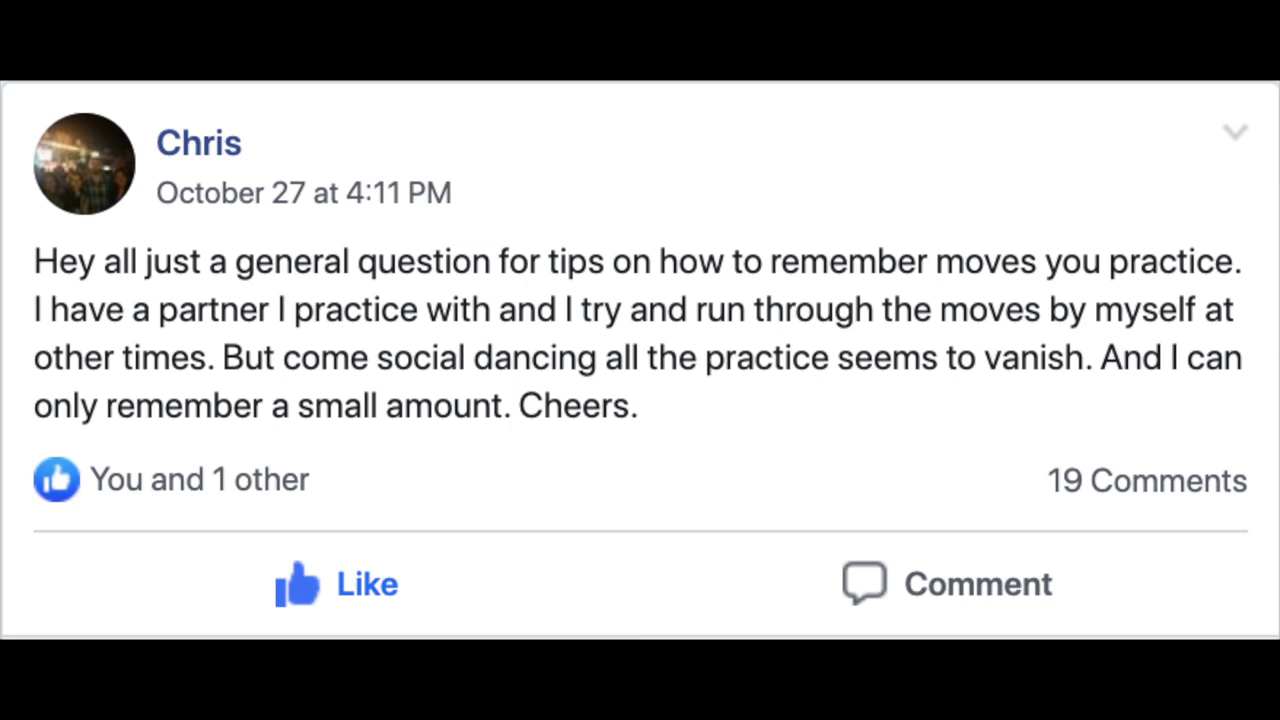 Chris
October 27 at 4:11 PM
Hey all just a general question for tips on how to remember moves you practice.
I have a partner I practice with and I try and run through the moves by myself at
other times. But come social dancing all the practice seems to vanish. And I can
only remember a small amount. Cheers.
You and 1 other
19 Comments
Like
Comment